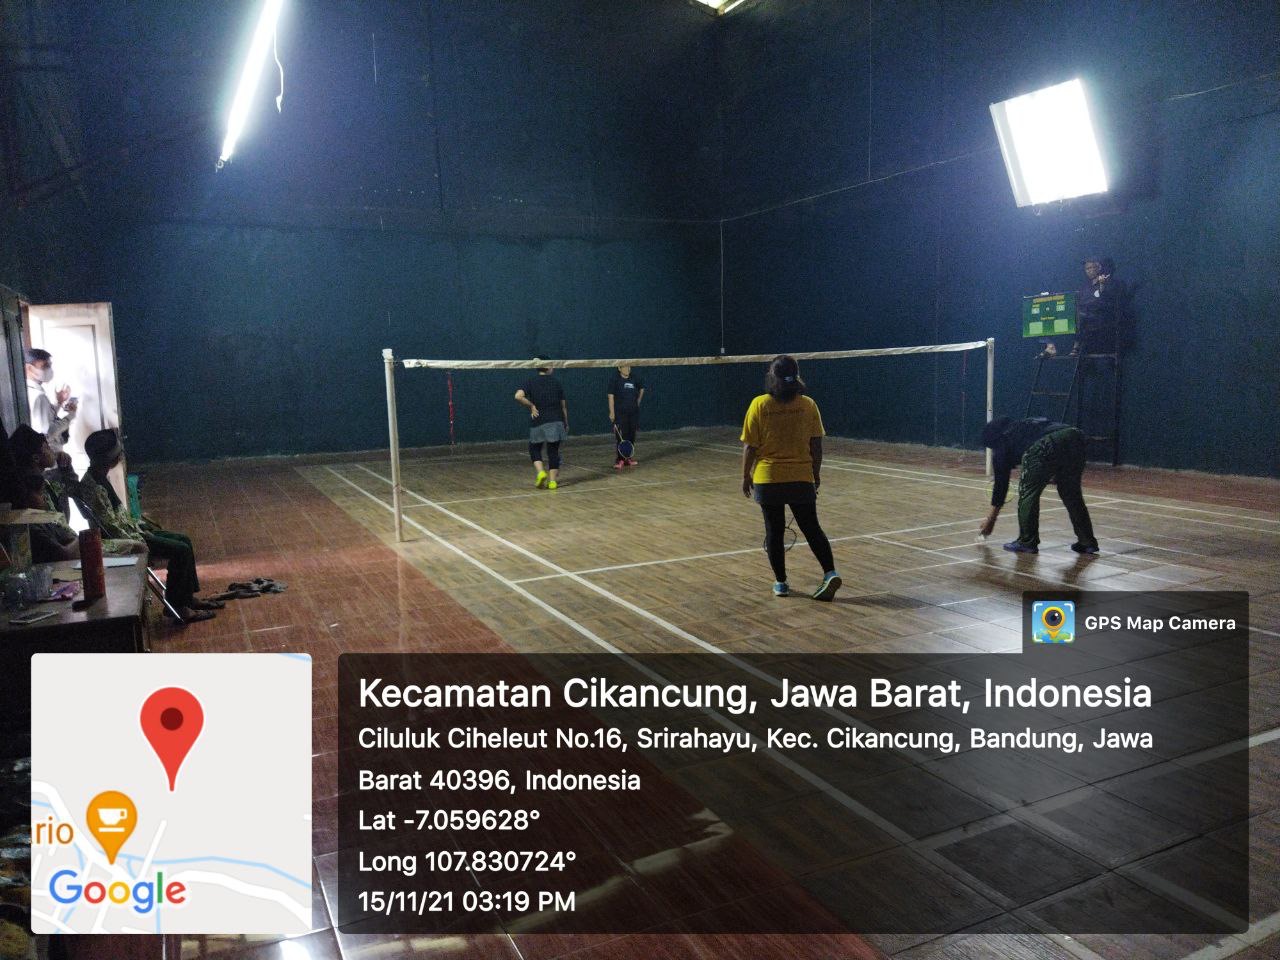 GPS Map Camera
Kecamatan Cikancung, Jawa Barat, Indonesia
Ciluluk Ciheleut No.16, Srirahayu, Kec. Cikancung, Bandung, Jawa
Barat 40396, Indonesia
Lat -7.059628°
Long 107.830724°
15/11/21 03:19 PM
rio
Google